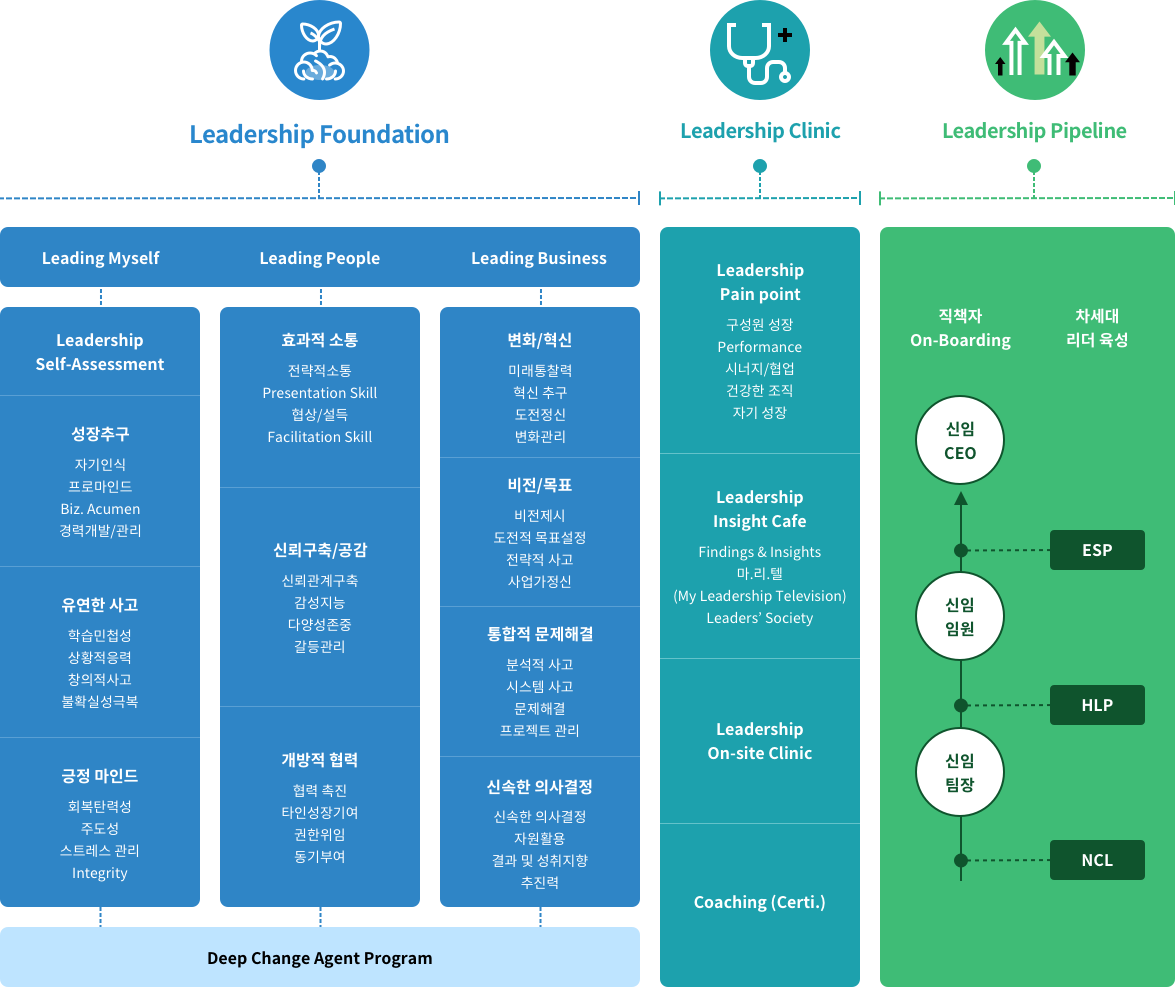 Leadership Foundation
Leading Myself
Leading People
Leading Business
Leadership
Self-Assessment
성장추구
자기인식
프로마인드
Biz. Acumen
경력개발/관리
유연한 사고
학습민첩성
상황적응력
창의적사고
불확실성극복
긍정 마인드
회복탄력성
주도성
스트레스 관리
Integrity
효과적 소통
전략적소통
Presentation Skill
협상/설득
Facilitation Skill
신뢰구축/공감
신뢰관계구축
감성지능
다양성존중
갈등관리
개방적 협력
협력 촉진
타인성장기여
권한위임
동기부여
변화/혁신
미래통찰력
혁신 추구
도전정신
변화관리
비전/목표
비전제시
도전적 목표설정
전략적 사고
사업가정신
통합적 문제해결
분석적 사고
시스템 사고
문제해결
프로젝트 관리
신속한 의사결정
신속한 의사결정
자원활용
결과 및 성취지향
추진력
Deep Change Agent Program
Leadership Clinic
Leadership
Pain point
구성원 성장
Performance
시너지/협업
건강한 조직
자기 성장
Leadership
Insight Cafe
Findings & Insights
마.리.텔
(My Leadership Television)
Leaders’ Society
Leadership
On-site Clinic
Coaching (Certi.)
Leadership Pipeline
직책자
On-Boarding
차세대
리더 육성
신임
CEO
ESP
신임
임원
HLP
신임
팀장
NCL